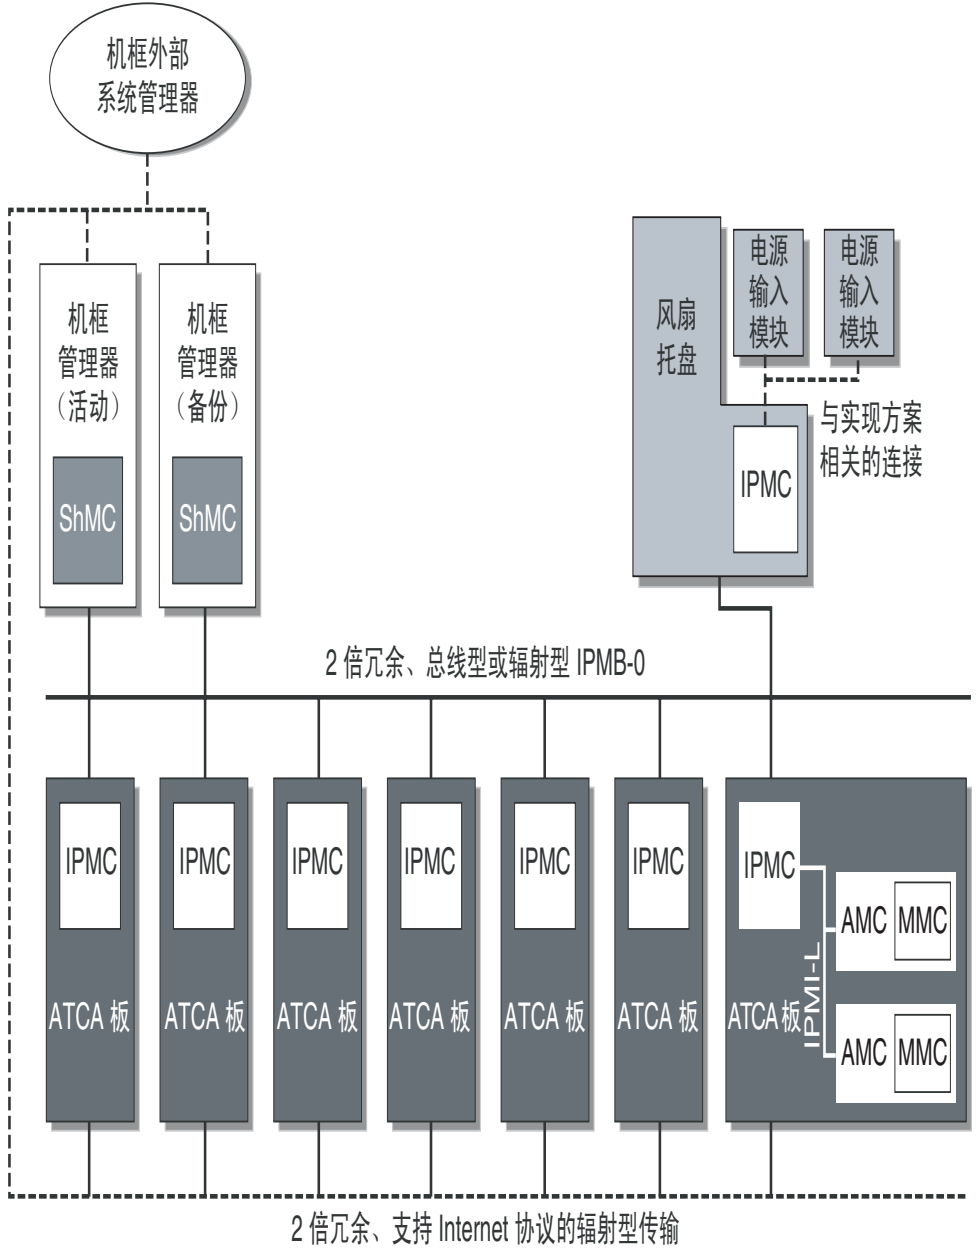 机框外部
系统管理器
机框
管理器
（活动）
ShMC
机框
管理器
（备份）
ShMC
风扇
托盘
电源
输入
模块
电源
输入
模块
与实现方案
相关的连接
IPMC
2 倍冗余、总线型或辐射型 IPMB-0
IPMC
ATCA 板
IPMC
ATCA 板
IPMC
ATCA 板
IPMC
ATCA 板
IPMC
ATCA 板
IPMC
ATCA 板
IPMC
ATCA 板
IPMI-L
AMC
MMC
AMC
MMC
2 倍冗余、支持 Internet 协议的辐射型传输